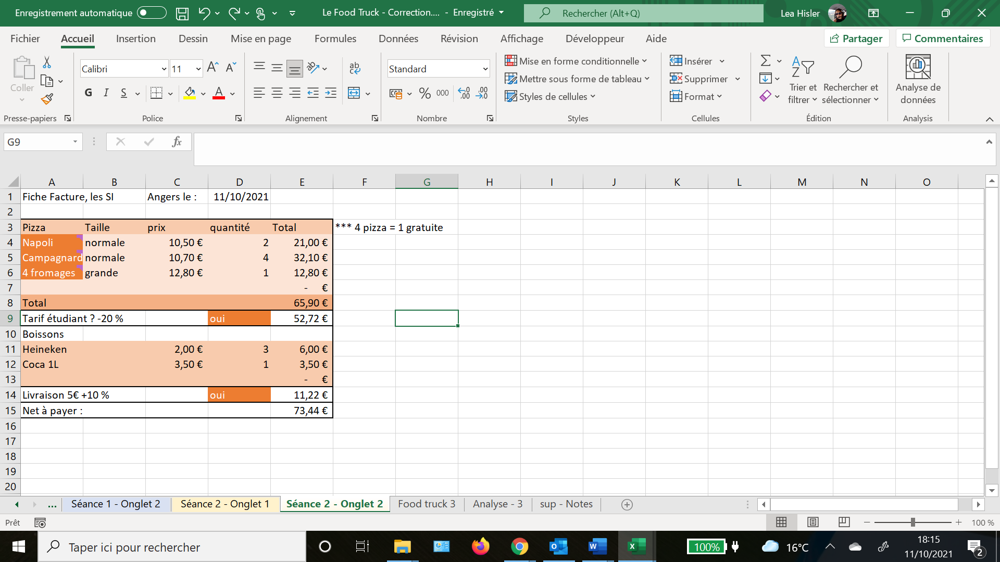 Enregistrement automatique
Le Food Truck - Correction.... - Enregistré
Rechercher (Alt+Q)
Lea Hisler
Fichier Accueil Insertion Dessin Mise en page Formules Données Révision Affichage Développeur Aide
Partager Commentaires
Coller
Presse-papiers
Calibri 11
G I S A
Police
ab
Alignement
Standard
% 000 ,00 ,00
Nombre
Mise en forme conditionnelle
Mettre sous forme de tableau
Styles de cellules
Styles
Insérer
Supprimer
Format
Cellules
Trier et filtrer
Rechercher et sélectionner
Édition
Analyse de données
Analysis
G9 fx
A B C D E F G H I J K L M N O
1 Fiche Facture, les SI Angers le : 11/10/2021
2
3 Pizza Taille prix quantité Total *** 4 pizza = 1 gratuite
4 Napoli normale 10,50 € 2 21,00 €
5 Campagnard normale 10,70 € 4 32,10 €
6 4 fromages grande 12,80 € 1 12,80 €
7 - €
8 Total 65,90 €
9 Tarif étudiant ? -20 % oui 52,72 €
10 Boissons
11 Heineken 2,00 € 3 6,00 €
12 Coca 1L 3,50 € 1 3,50 €
13 - €
14 Livraison 5€ +10 % oui 11,22 €
15 Net à payer : 73,44 €
16
17
18
19
20
... Séance 1 - Onglet 2 Séance 2 - Onglet 1 Séance 2 - Onglet 2 Food truck 3 Analyse - 3 sup - Notes
Prêt
100 %
Taper ici pour rechercher
100% 16°C
18:15
11/10/2021
2